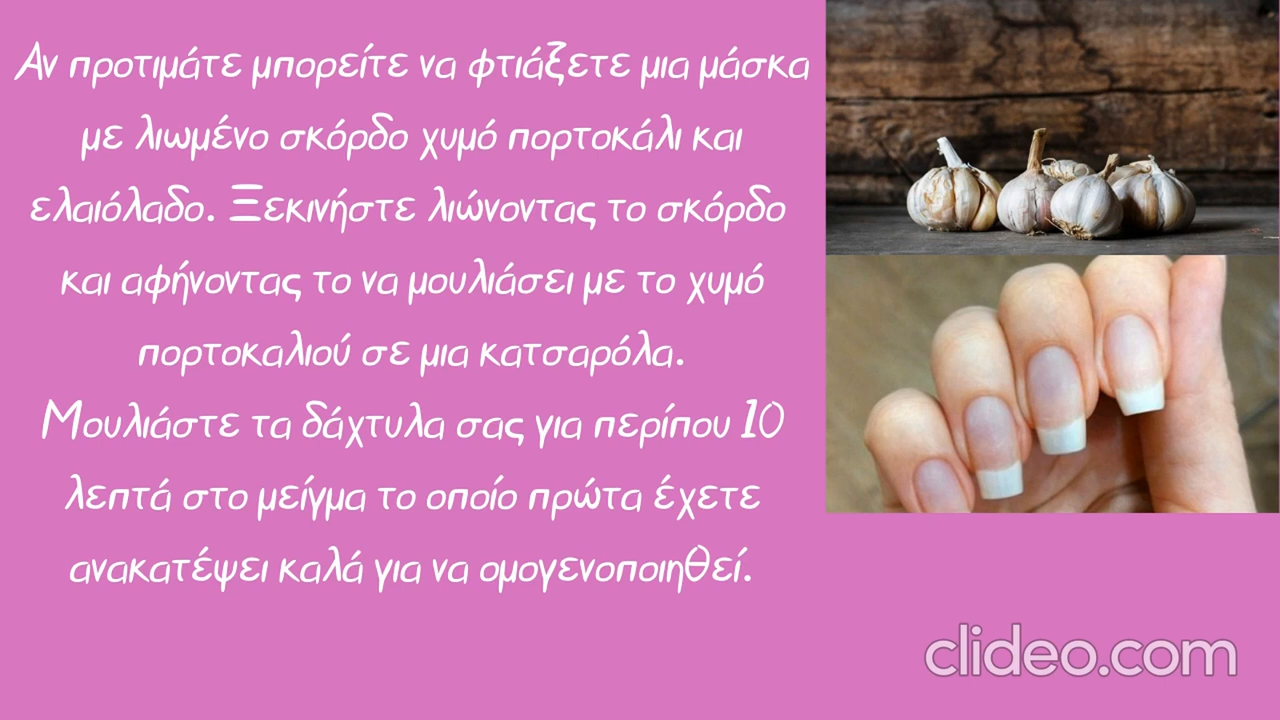 Αν προτιμάτε μπορείτε να φτιάξετε μια μάσκα
με λιωμένο σκόρδο χυμό πορτοκάλι και
ελαιόλαδο. Ξεκινήστε λιώνοντας το σκόρδο
και αφήνοντας το να μουλιάσει με το χυμό
πορτοκαλιού σε μια κατσαρόλα.
Μουλιάστε τα δάχτυλα σας για περίπου 10
λεπτά στο μείγμα το οποίο πρώτα έχετε
ανακατέψει καλά για να ομογενοποιηθεί.
clideo.com